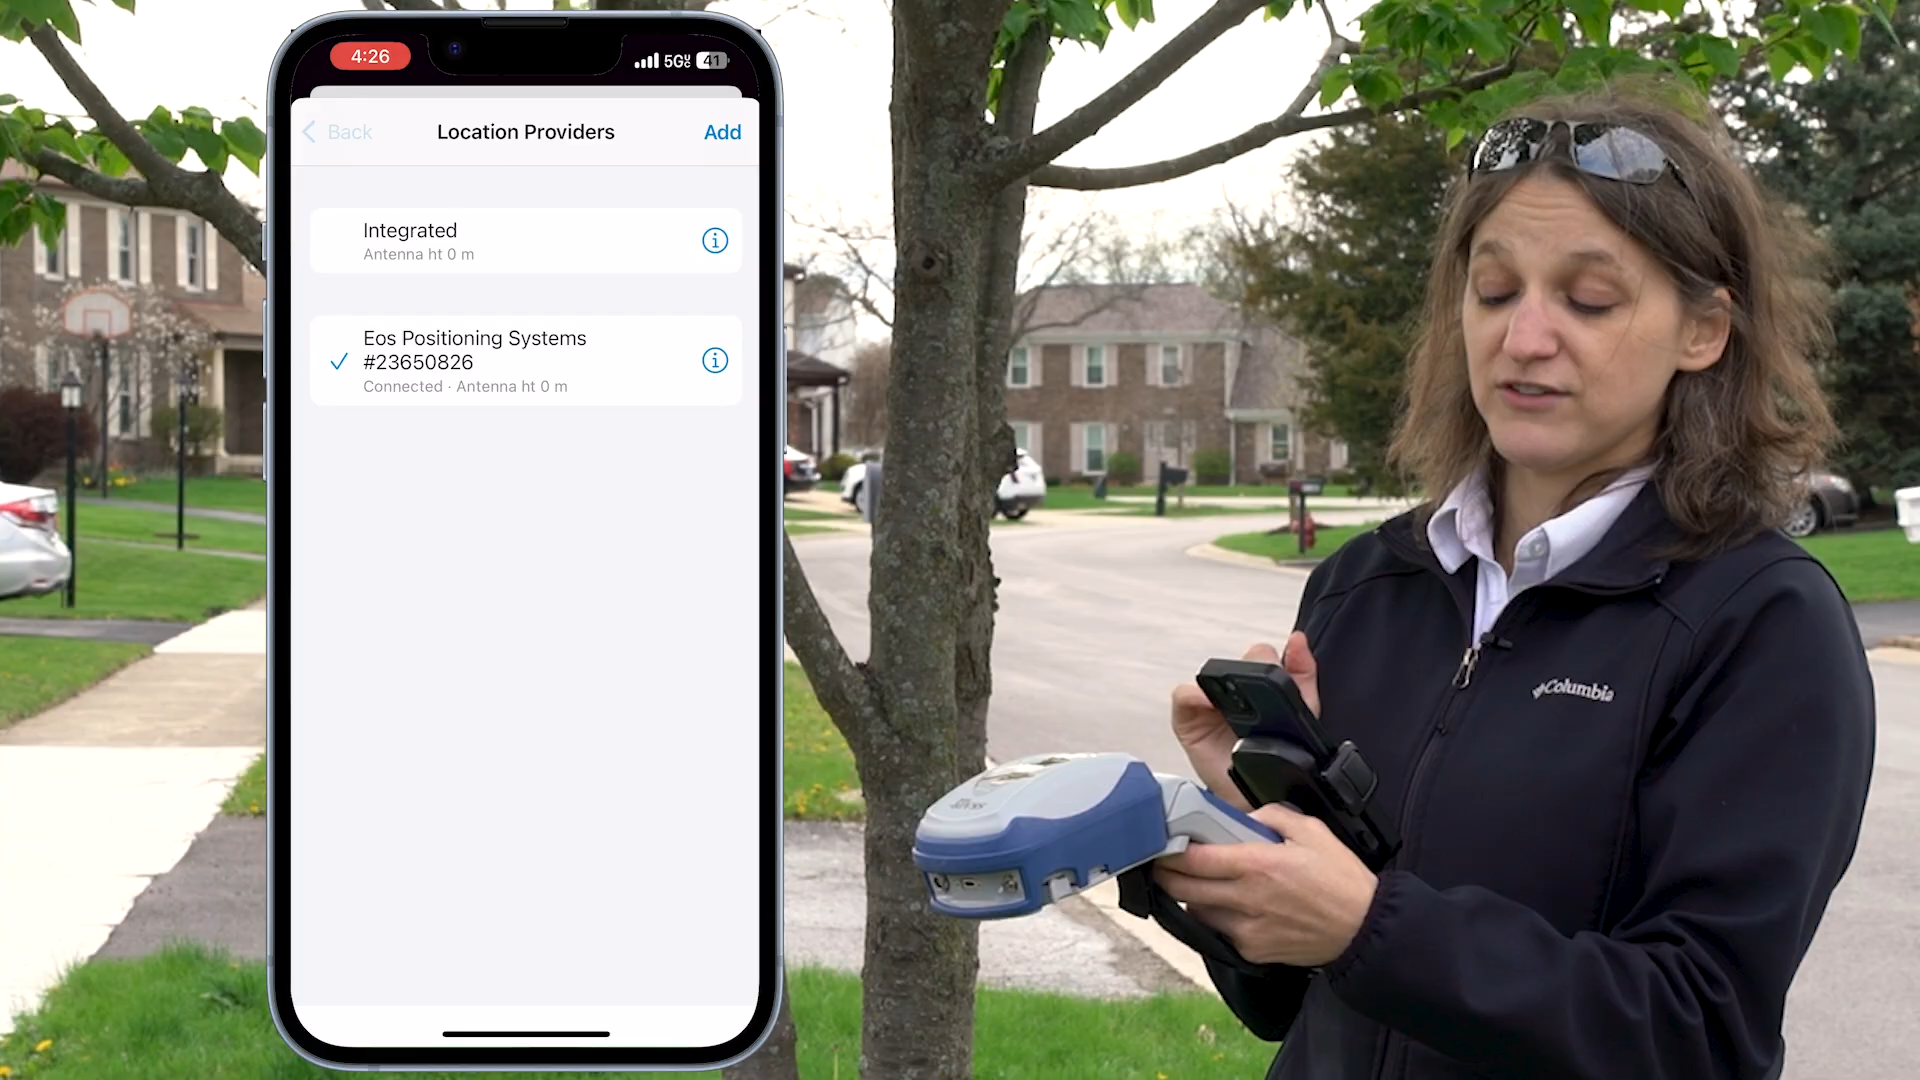 4:26
5G
41
Back
Location Providers
Add
Integrated
Antenna ht 0 m
Eos Positioning Systems
#23650826
Connected · Antenna ht 0 m
Columbia